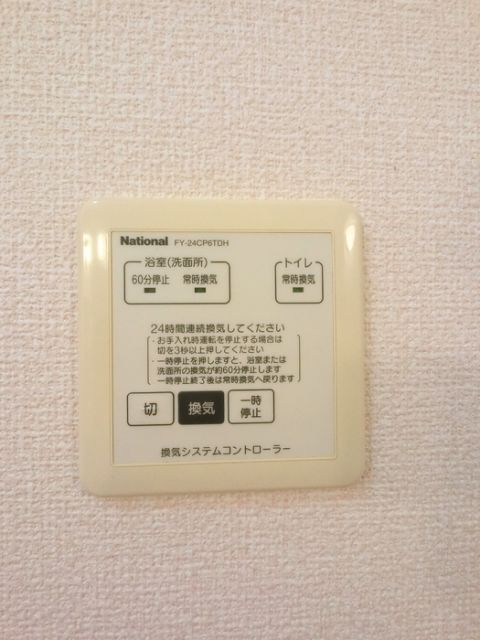 National FY-24CP6TDH
浴室(洗面所) トイレ
60分停止 常時換気 常時換気
24時間連続換気してください
・お手入れ時運転を停止する場合は
切を3秒以上押してください
・一時停止を押しますと、浴室または
洗面所の換気が約60分停止します
一時停止終了後は常時換気へ戻ります
切 換気 一時
停止
換気システムコントローラー